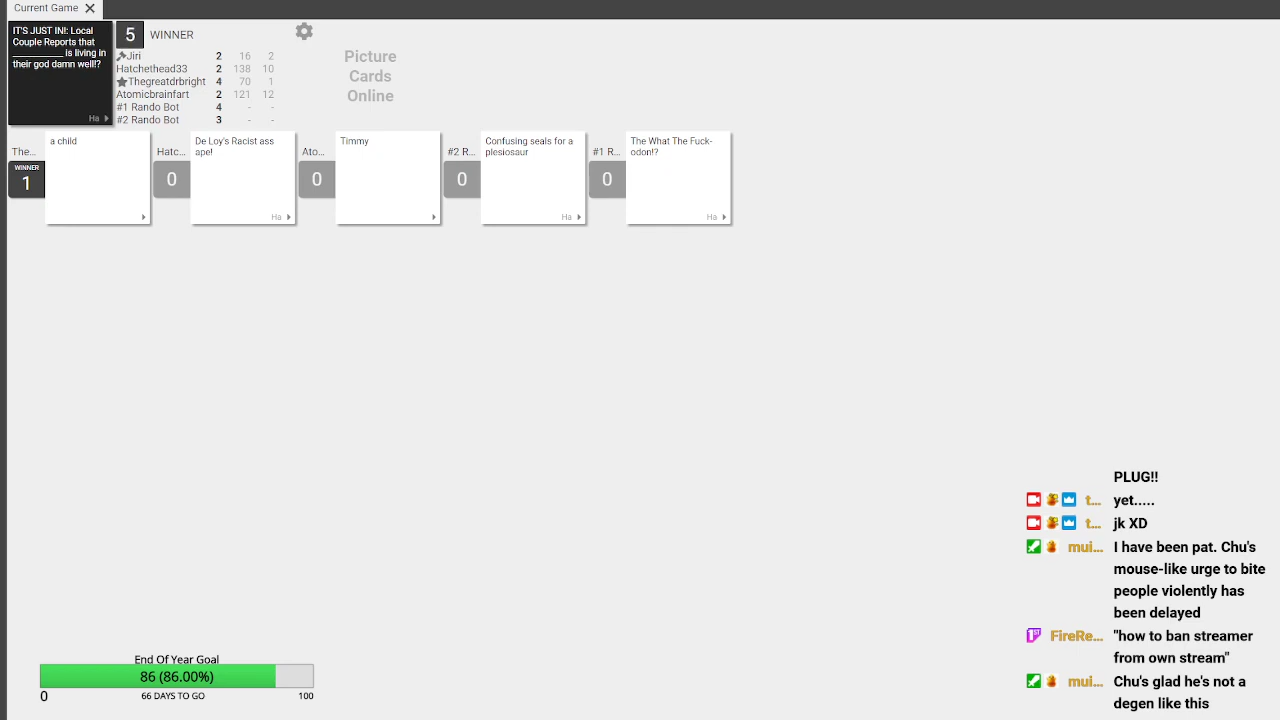 Current Game
IT'S JUST IN!: Local
Couple Reports that
__________ is living in
their god damn well!?
Ha
5 WINNER
Jiri 2 16 2
Hatchethead33 2 138 10
Thegreatdrbright 4 70 1
Atomicbrainfart 2 121 12
#1 Rando Bot 4 - -
#2 Rando Bot 3 - -
Picture
Cards
Online
The...
WINNER
1
a child
Hatc...
0
De Loy's Racist ass
ape!
Ha
Ato...
0
Timmy
#2 R...
0
Confusing seals for a
plesiosaur
Ha
#1 R...
0
The What The Fuck-
odon!?
Ha
PLUG!!
t... yet.....
t... jk XD
mui... I have been pat. Chu's
mouse-like urge to bite
people violently has
been delayed
FireRe... "how to ban streamer
from own stream"
mui... Chu's glad he's not a
degen like this
End Of Year Goal
86 (86.00%)
0 66 DAYS TO GO 100